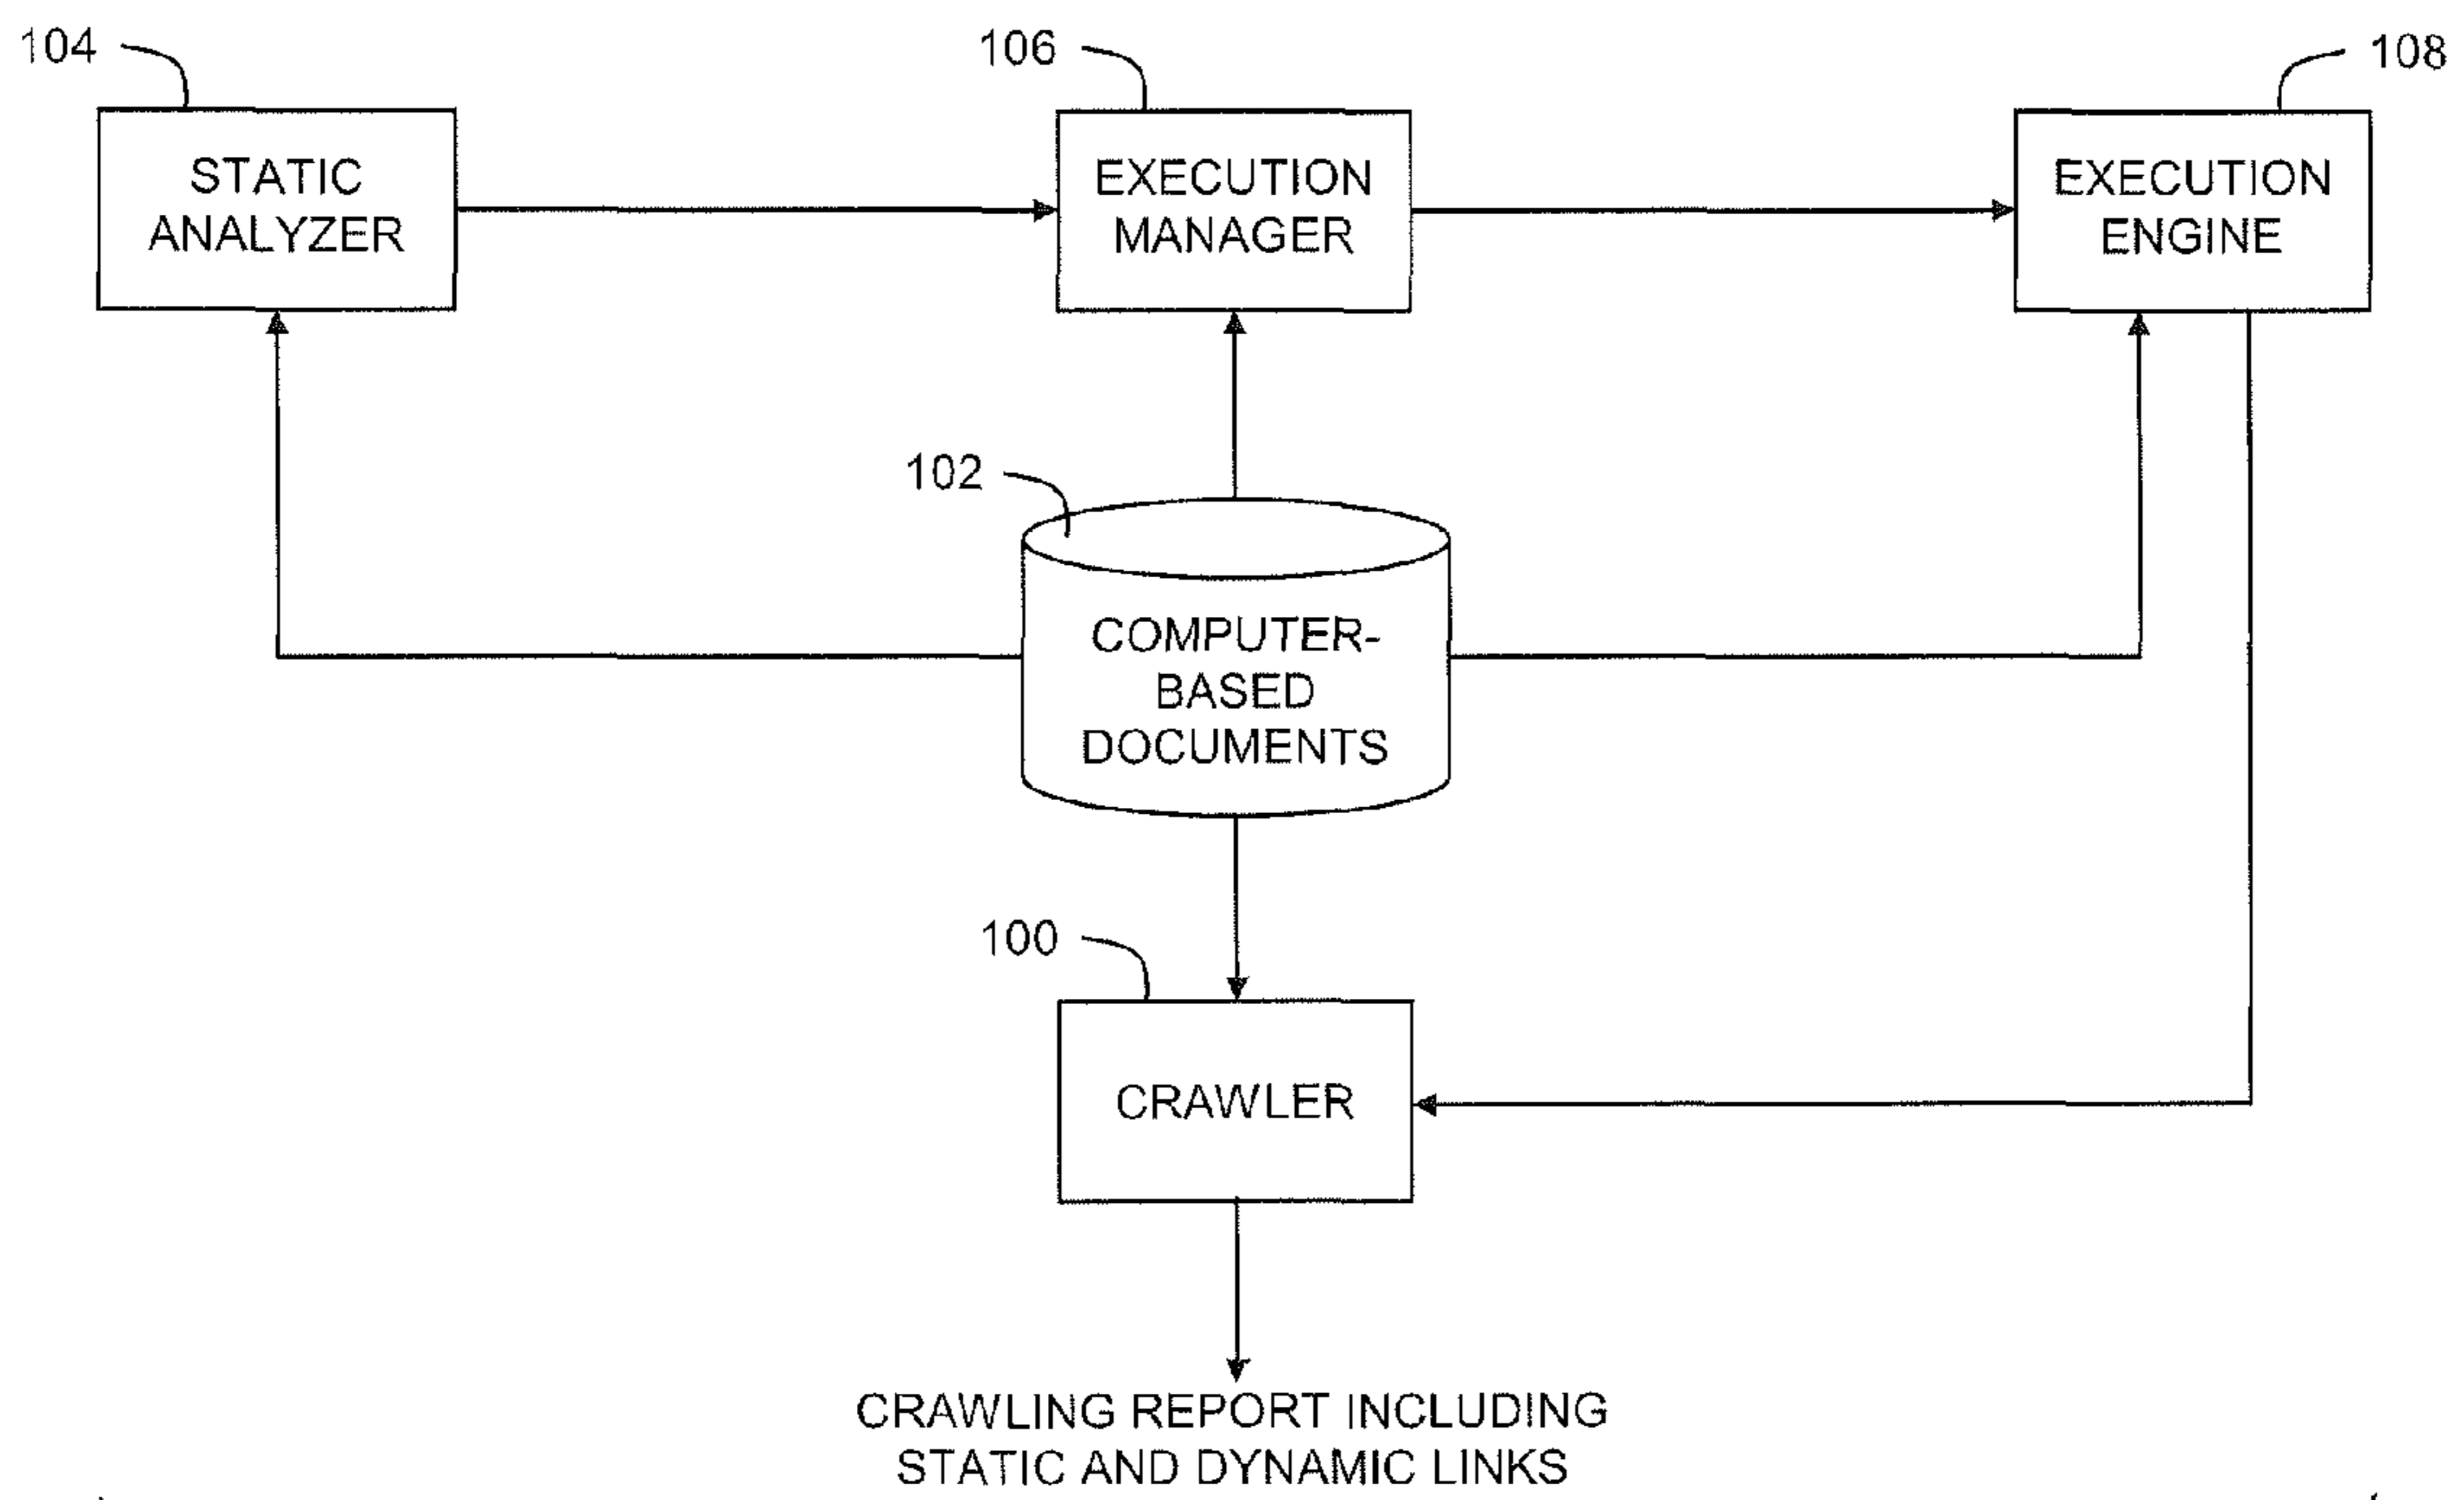 104
106
108
STATIC
ANALYZER
EXECUTION
MANAGER
EXECUTION
ENGINE
102
COMPUTER-
BASED
DOCUMENTS
100
CRAWLER
CRAWLING REPORT INCLUDING
STATIC AND DYNAMIC LINKS